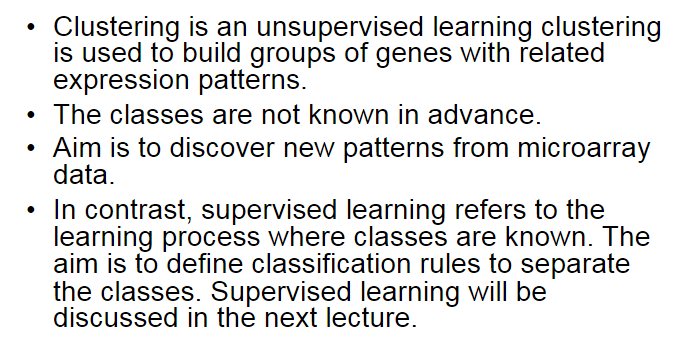 • Clustering is an unsupervised learning clustering
is used to build groups of genes with related
expression patterns.
• The classes are not known in advance.
• Aim is to discover new patterns from microarray
data.
• In contrast, supervised learning refers to the
learning process where classes are known. The
aim is to define classification rules to separate
the classes. Supervised learning will be
discussed in the next lecture.